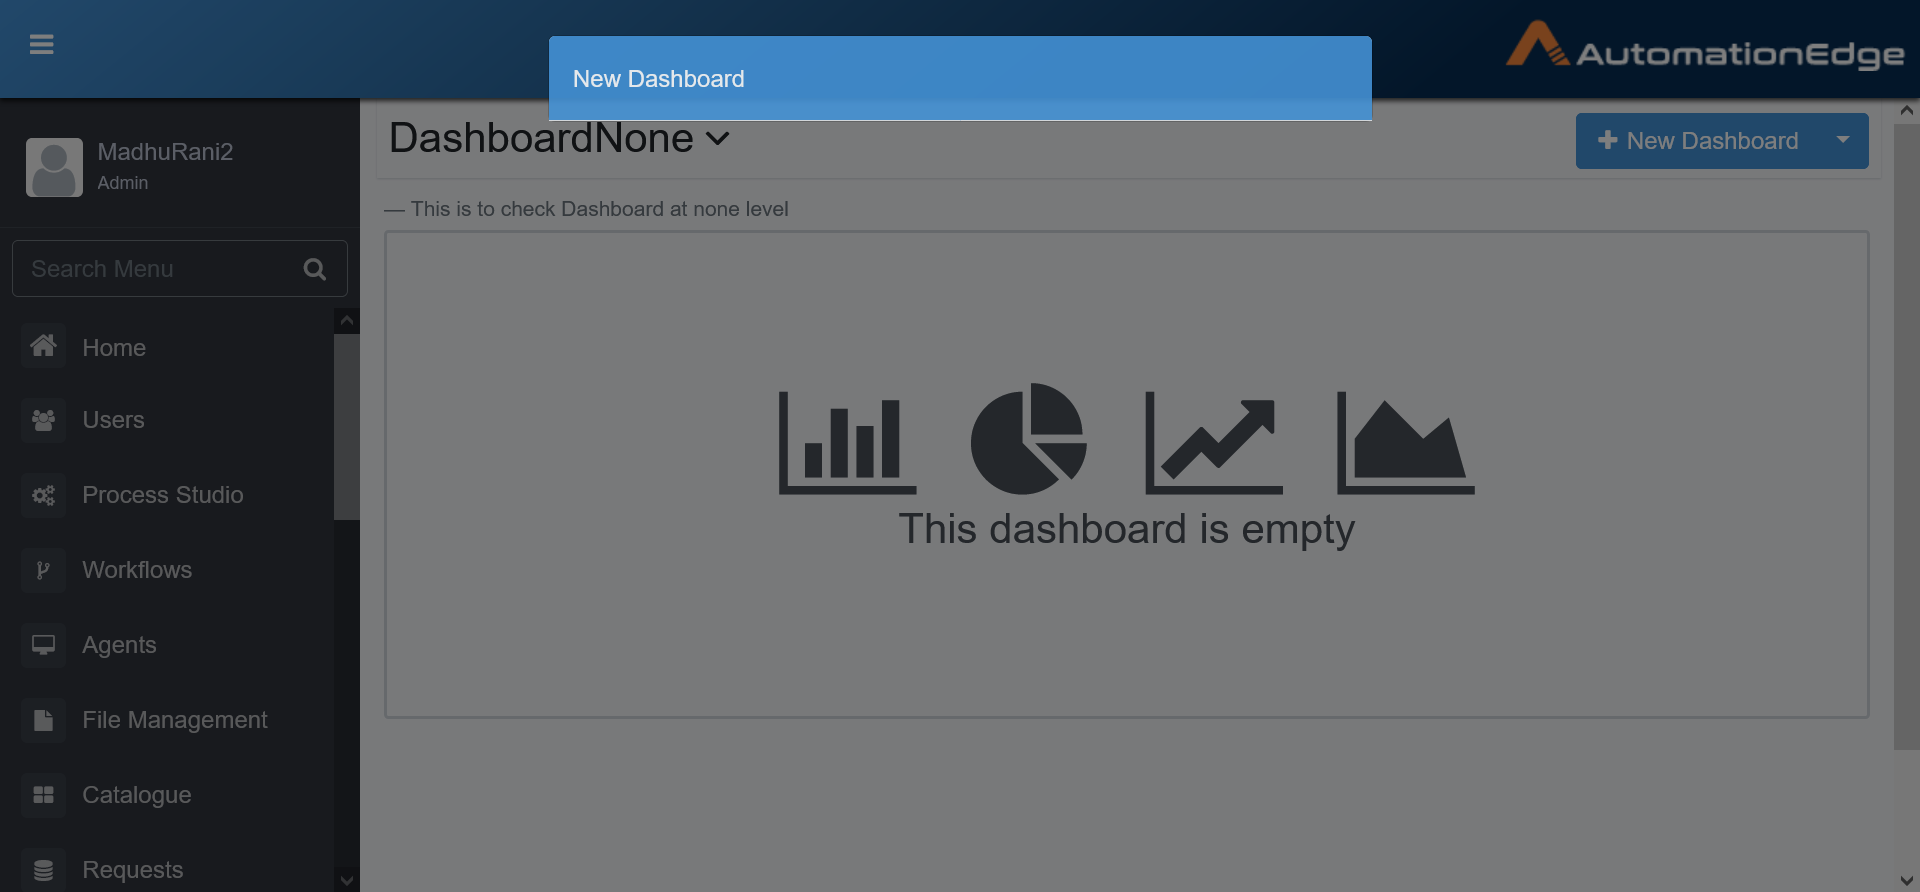 AutomationEdge
New Dashboard
MadhuRani2
Admin
Search Menu
Home
Users
Process Studio
Workflows
Agents
File Management
Catalogue
Requests
DashboardNone
New Dashboard
— This is to check Dashboard at none level
This dashboard is empty